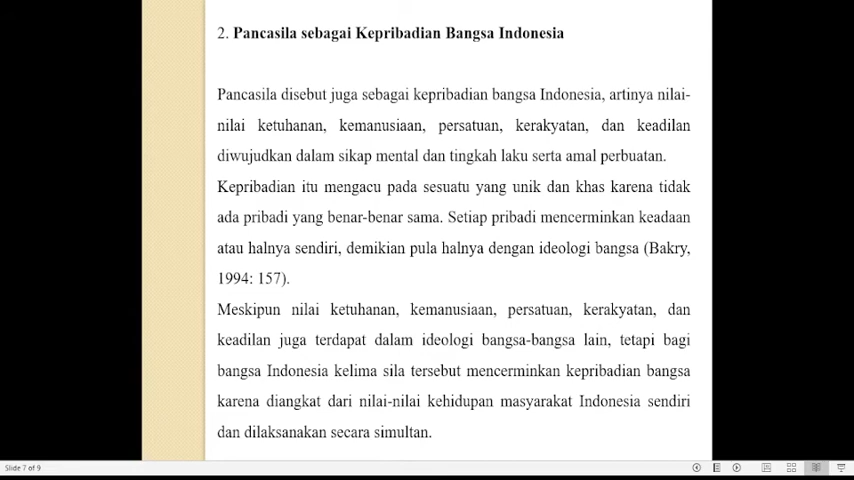 2. Pancasila sebagai Kepribadian Bangsa Indonesia
Pancasila disebut juga sebagai kepribadian bangsa Indonesia, artinya nilai-
nilai ketuhanan, kemanusiaan, persatuan, kerakyatan, dan keadilan
diwujudkan dalam sikap mental dan tingkah laku serta amal perbuatan.
Kepribadian itu mengacu pada sesuatu yang unik dan khas karena tidak
ada pribadi yang benar-benar sama. Setiap pribadi mencerminkan keadaan
atau halnya sendiri, demikian pula halnya dengan ideologi bangsa (Bakry,
1994: 157).
Meskipun nilai ketuhanan, kemanusiaan, persatuan, kerakyatan, dan
keadilan juga terdapat dalam ideologi bangsa-bangsa lain, tetapi bagi
bangsa Indonesia kelima sila tersebut mencerminkan kepribadian bangsa
karena diangkat dari nilai-nilai kehidupan masyarakat Indonesia sendiri
dan dilaksanakan secara simultan.
Slide 7 of 9